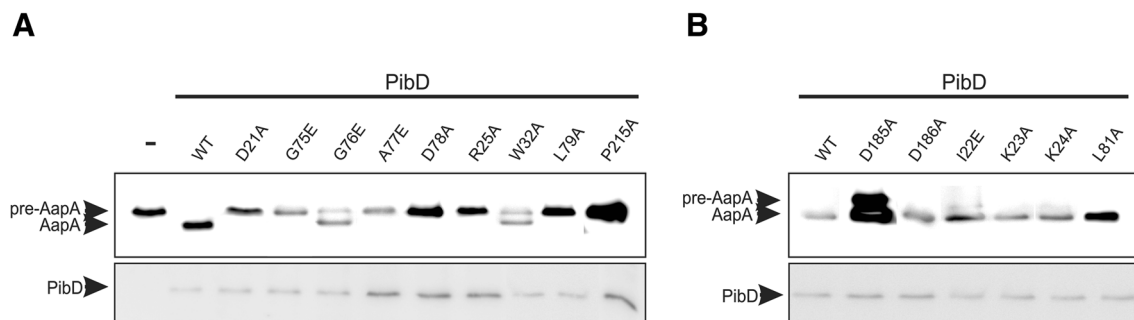 A
PibD
- WT D21A G75E G76E A77E D78A R25A W32A L79A P215A
pre-AapA
AapA
PibD
B
PibD
WT D185A D186A I22E K23A K24A L81A
pre-AapA
AapA
PibD